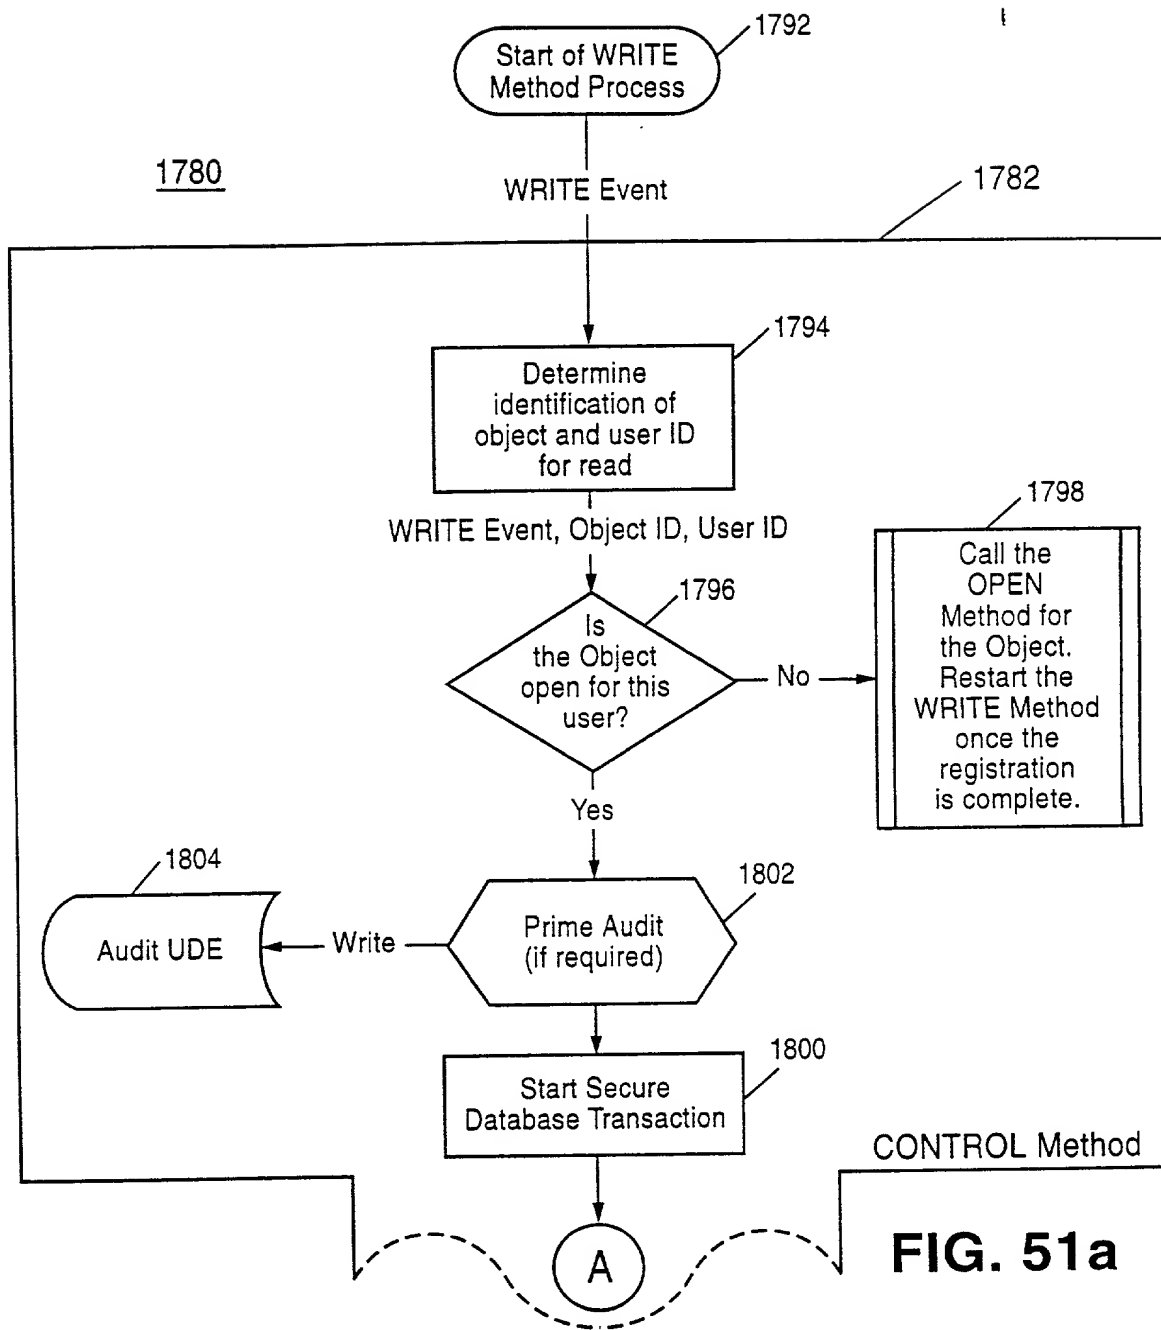 1792
Start of WRITE
Method Process
1780
WRITE Event
1782
1794
Determine
identification of
object and user ID
for read
WRITE Event, Object ID, User ID
1796
Is
the Object
open for this
user?
No
1798
Call the
OPEN
Method for
the Object.
Restart the
WRITE Method
once the
registration
is complete.
Yes
1804
Audit UDE
Write
1802
Prime Audit
(if required)
1800
Start Secure
Database Transaction
CONTROL Method
A
FIG. 51a